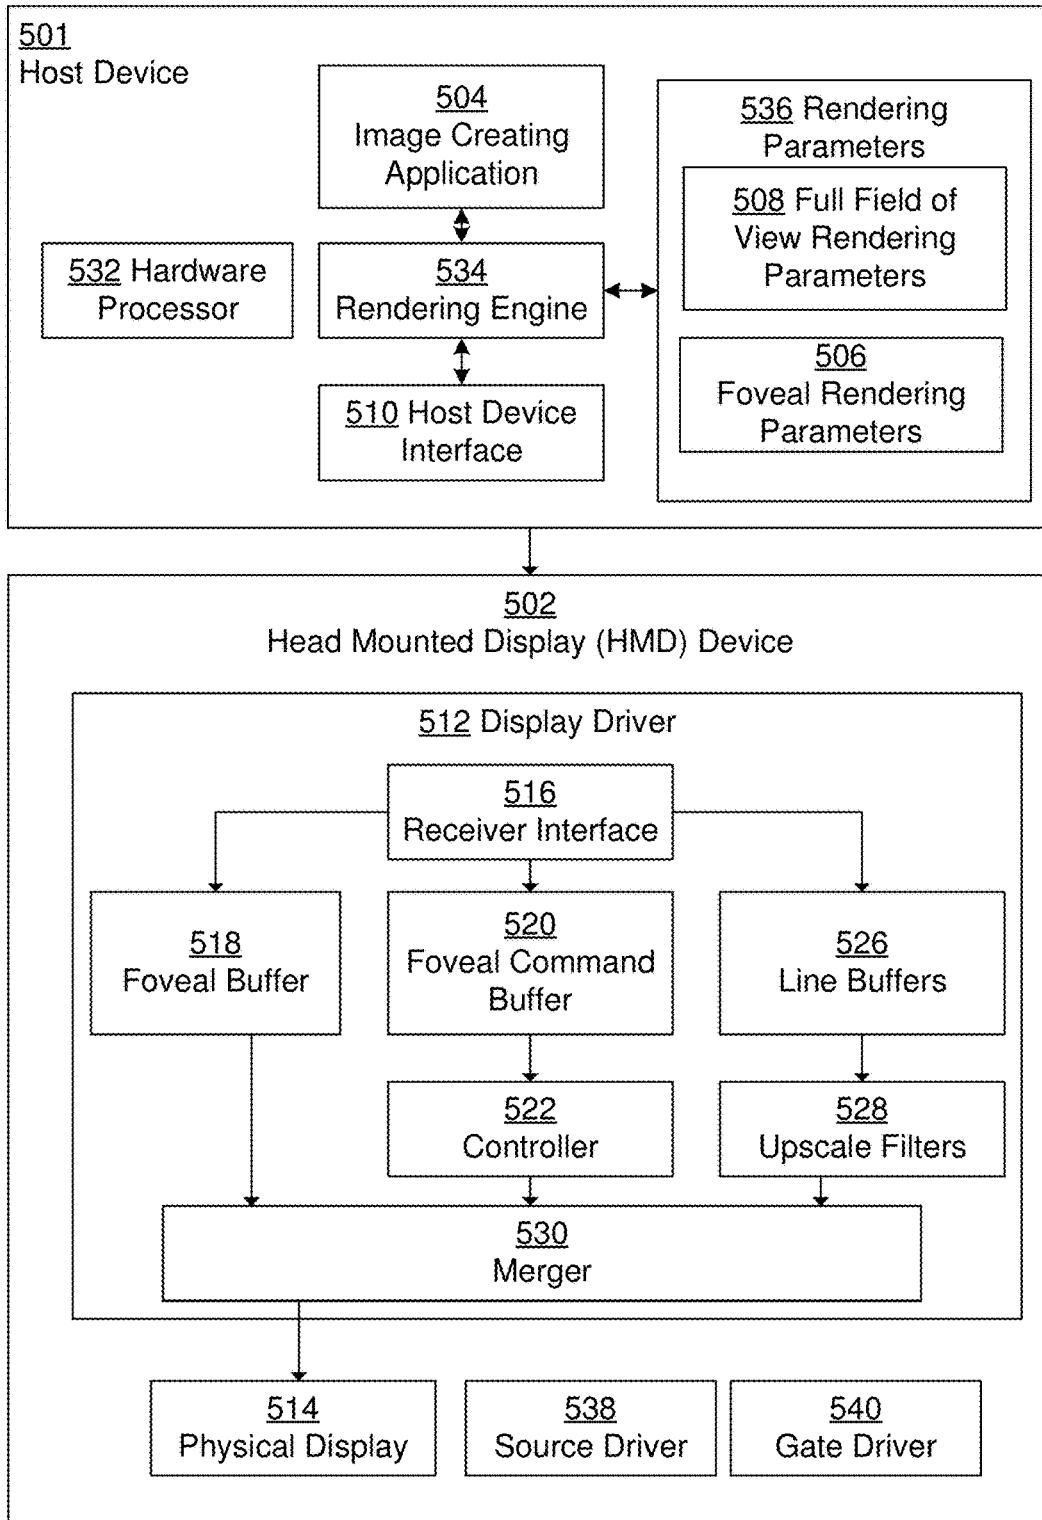 501
Host Device
504
Image Creating
Application
536 Rendering
Parameters
508 Full Field of
View Rendering
Parameters
532 Hardware
Processor
534
Rendering Engine
506
Foveal Rendering
Parameters
510 Host Device
Interface
502
Head Mounted Display (HMD) Device
512 Display Driver
516
Receiver Interface
518
Foveal Buffer
520
Foveal Command
Buffer
526
Line Buffers
522
Controller
528
Upscale Filters
530
Merger
514
Physical Display
538
Source Driver
540
Gate Driver